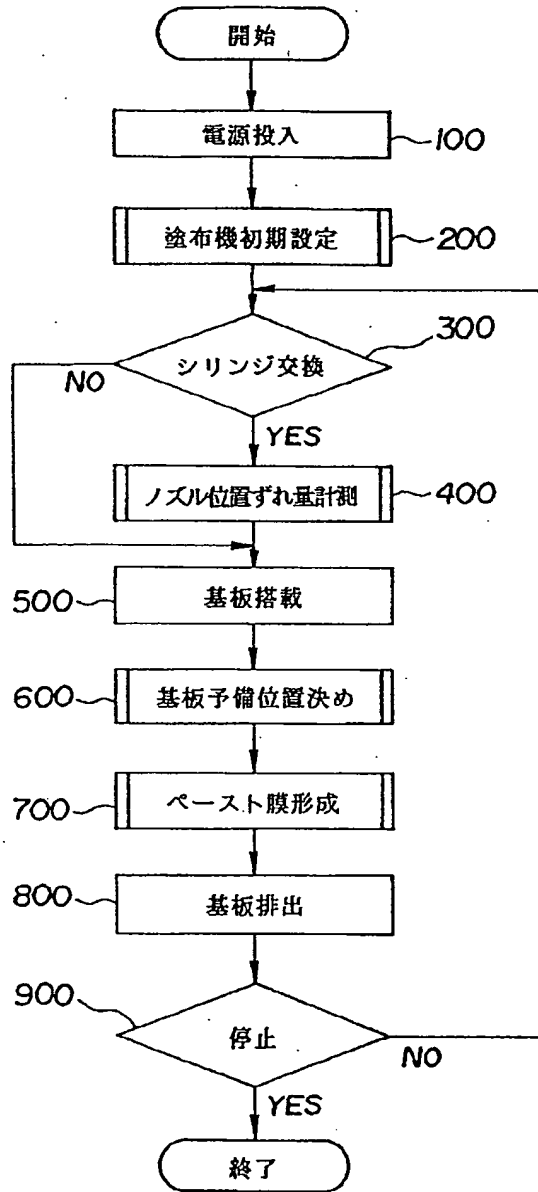 開始
電源投入
100
塗布機初期設定
200
300
シリンジ交換
NO
YES
ノズル位置ずれ量計測
400
500
基板搭載
600
基板予備位置決め
700
ペースト膜形成
800
基板排出
900
停止
NO
YES
終了